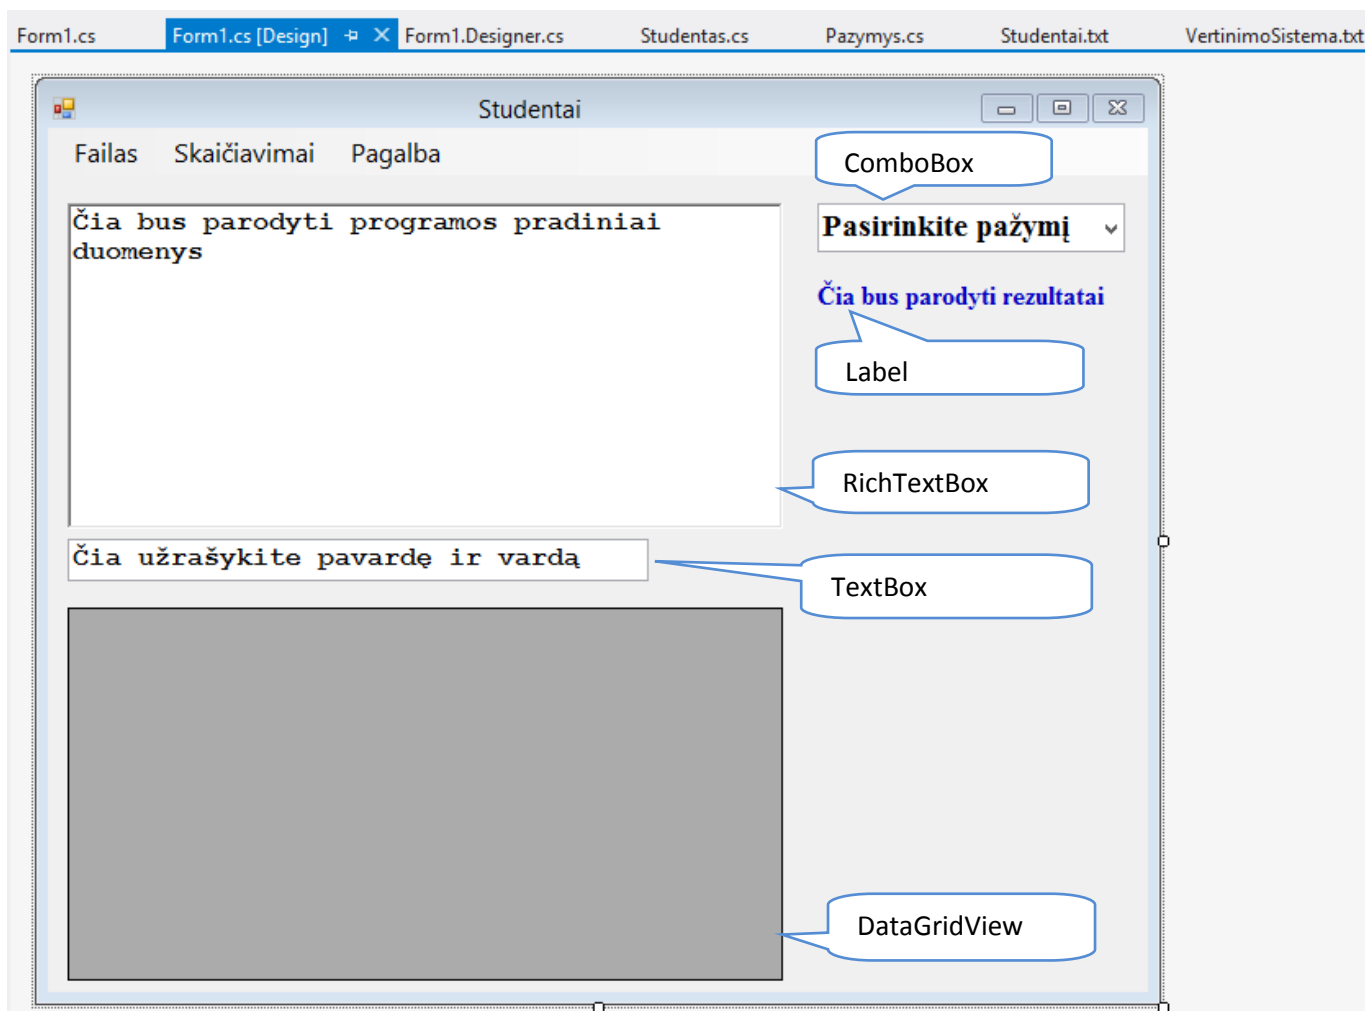 Form1.cs Form1.cs [Design] Form1.Designer.cs Studentas.cs Pazymys.cs Studentai.txt VertinimoSistema.txt
Studentai
Failas Skaičiavimai Pagalba
ComboBox
Čia bus parodyti programos pradiniai
duomenys
Pasirinkite pažymį
Čia bus parodyti rezultatai
Label
RichTextBox
Čia užrašykite pavardę ir vardą
TextBox
DataGridView